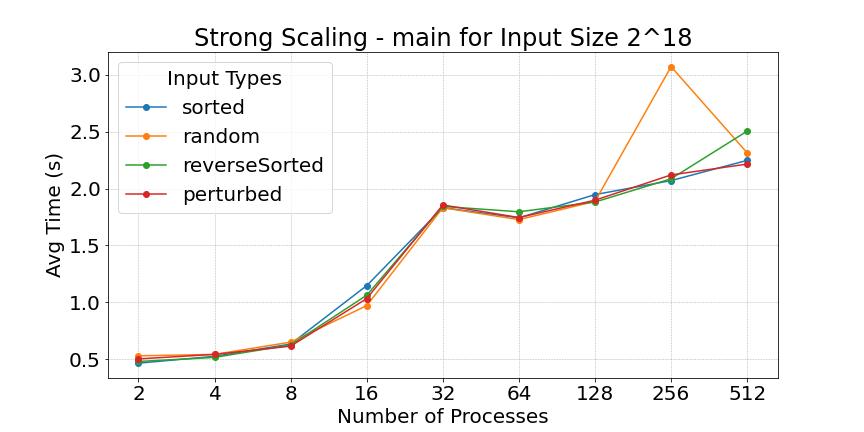 Strong Scaling - main for Input Size 2^18
Input Types
sorted
random
reverseSorted
perturbed
Avg Time (s)
3.0
2.5
2.0
1.5
1.0
0.5
2 4 8 16 32 64 128 256 512
Number of Processes